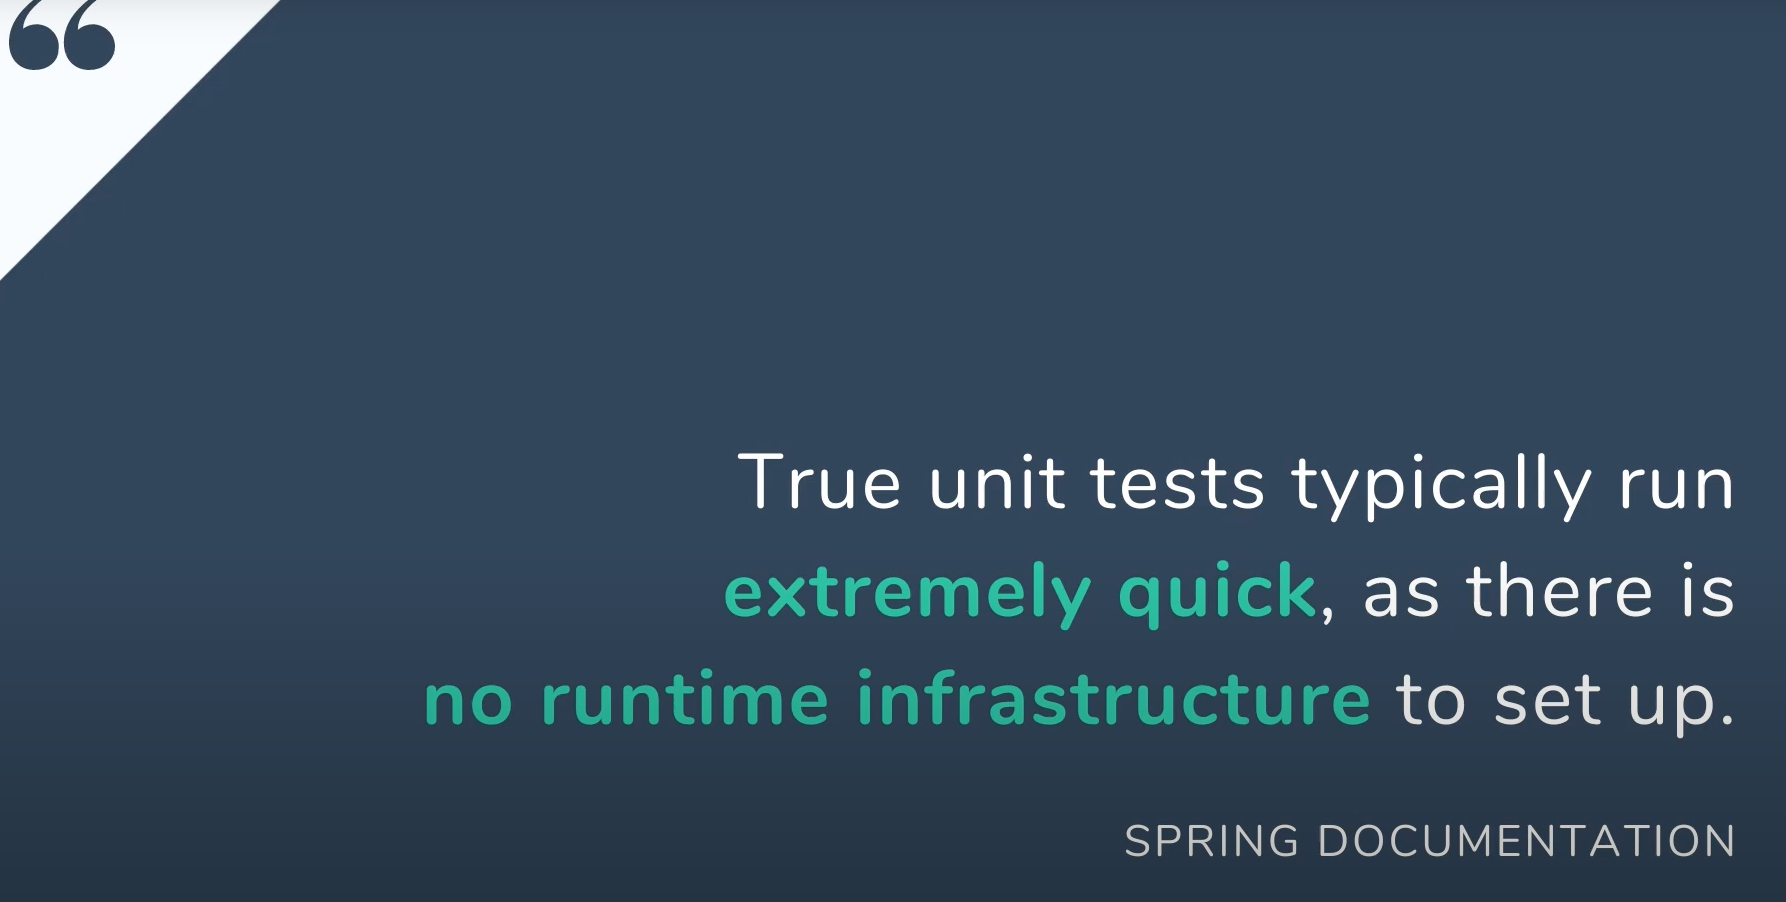 “
True unit tests typically run
extremely quick, as there is
no runtime infrastructure to set up.
SPRING DOCUMENTATION